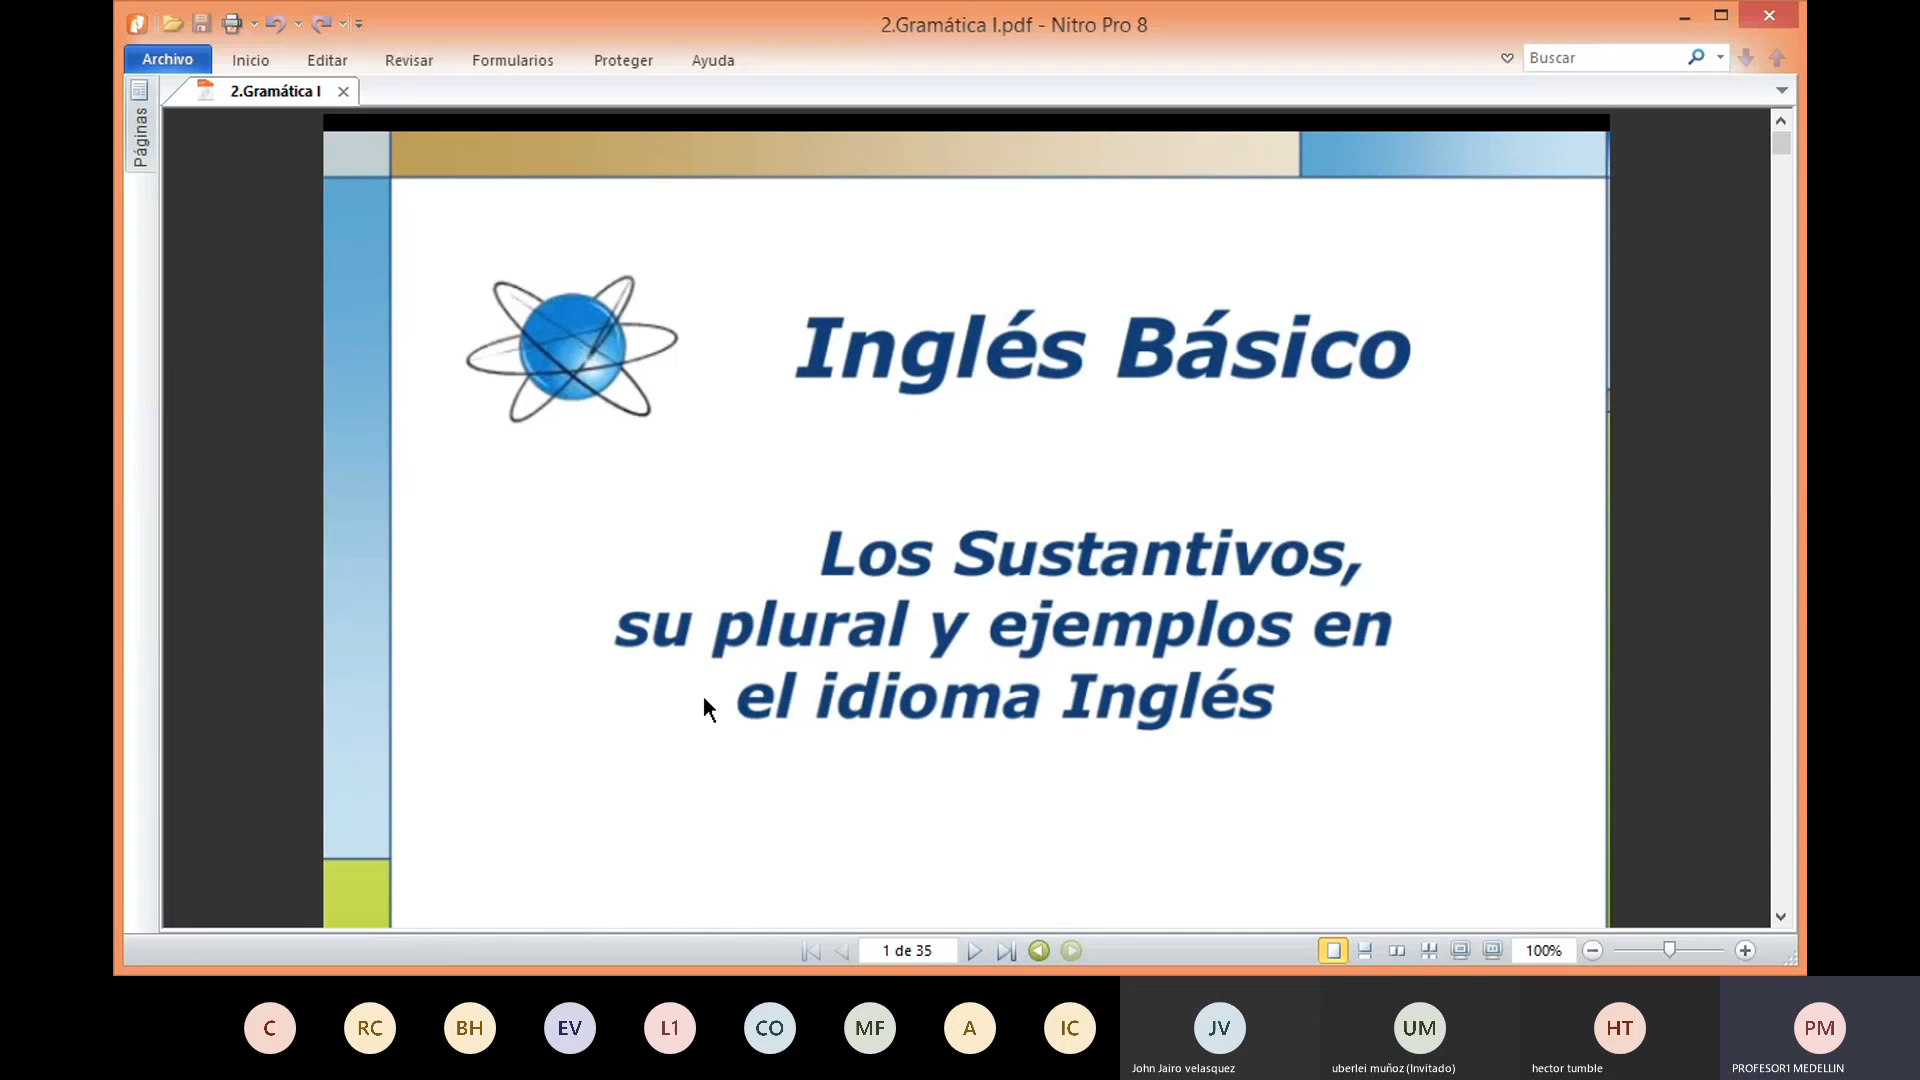 2.Gramática I.pdf - Nitro Pro 8
Archivo
Inicio
Editar
Revisar
Formularios
Proteger
Ayuda
Buscar
2.Gramática I
Páginas
Inglés Básico
Los Sustantivos,
su plural y ejemplos en
el idioma Inglés
1 de 35
100%
C
RC
BH
EV
L1
CO
MF
A
IC
JV
UM
HT
PM
John Jairo velasquez
uberlei muñoz (Invitado)
hector tumble
PROFESOR1 MEDELLIN